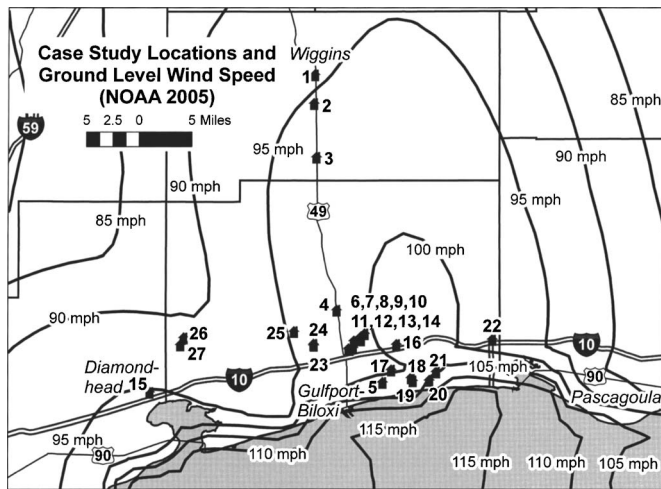 Case Study Locations and
Ground Level Wind Speed
(NOAA 2005)
5 2.5 0 5 Miles
Wiggins
1
2
3
59
85 mph
90 mph
95 mph
90 mph
85 mph
95 mph
49
100 mph
90 mph
4
6,7,8,9,10
11,12,13,14
26
27
25
24
23
16
22
10
Diamond-
head
15
10
17
18
21
5
19
20
105 mph
90
Gulfport-
Biloxi
Pascagoula
95 mph
90
110 mph
115 mph
115 mph
110 mph
105 mph